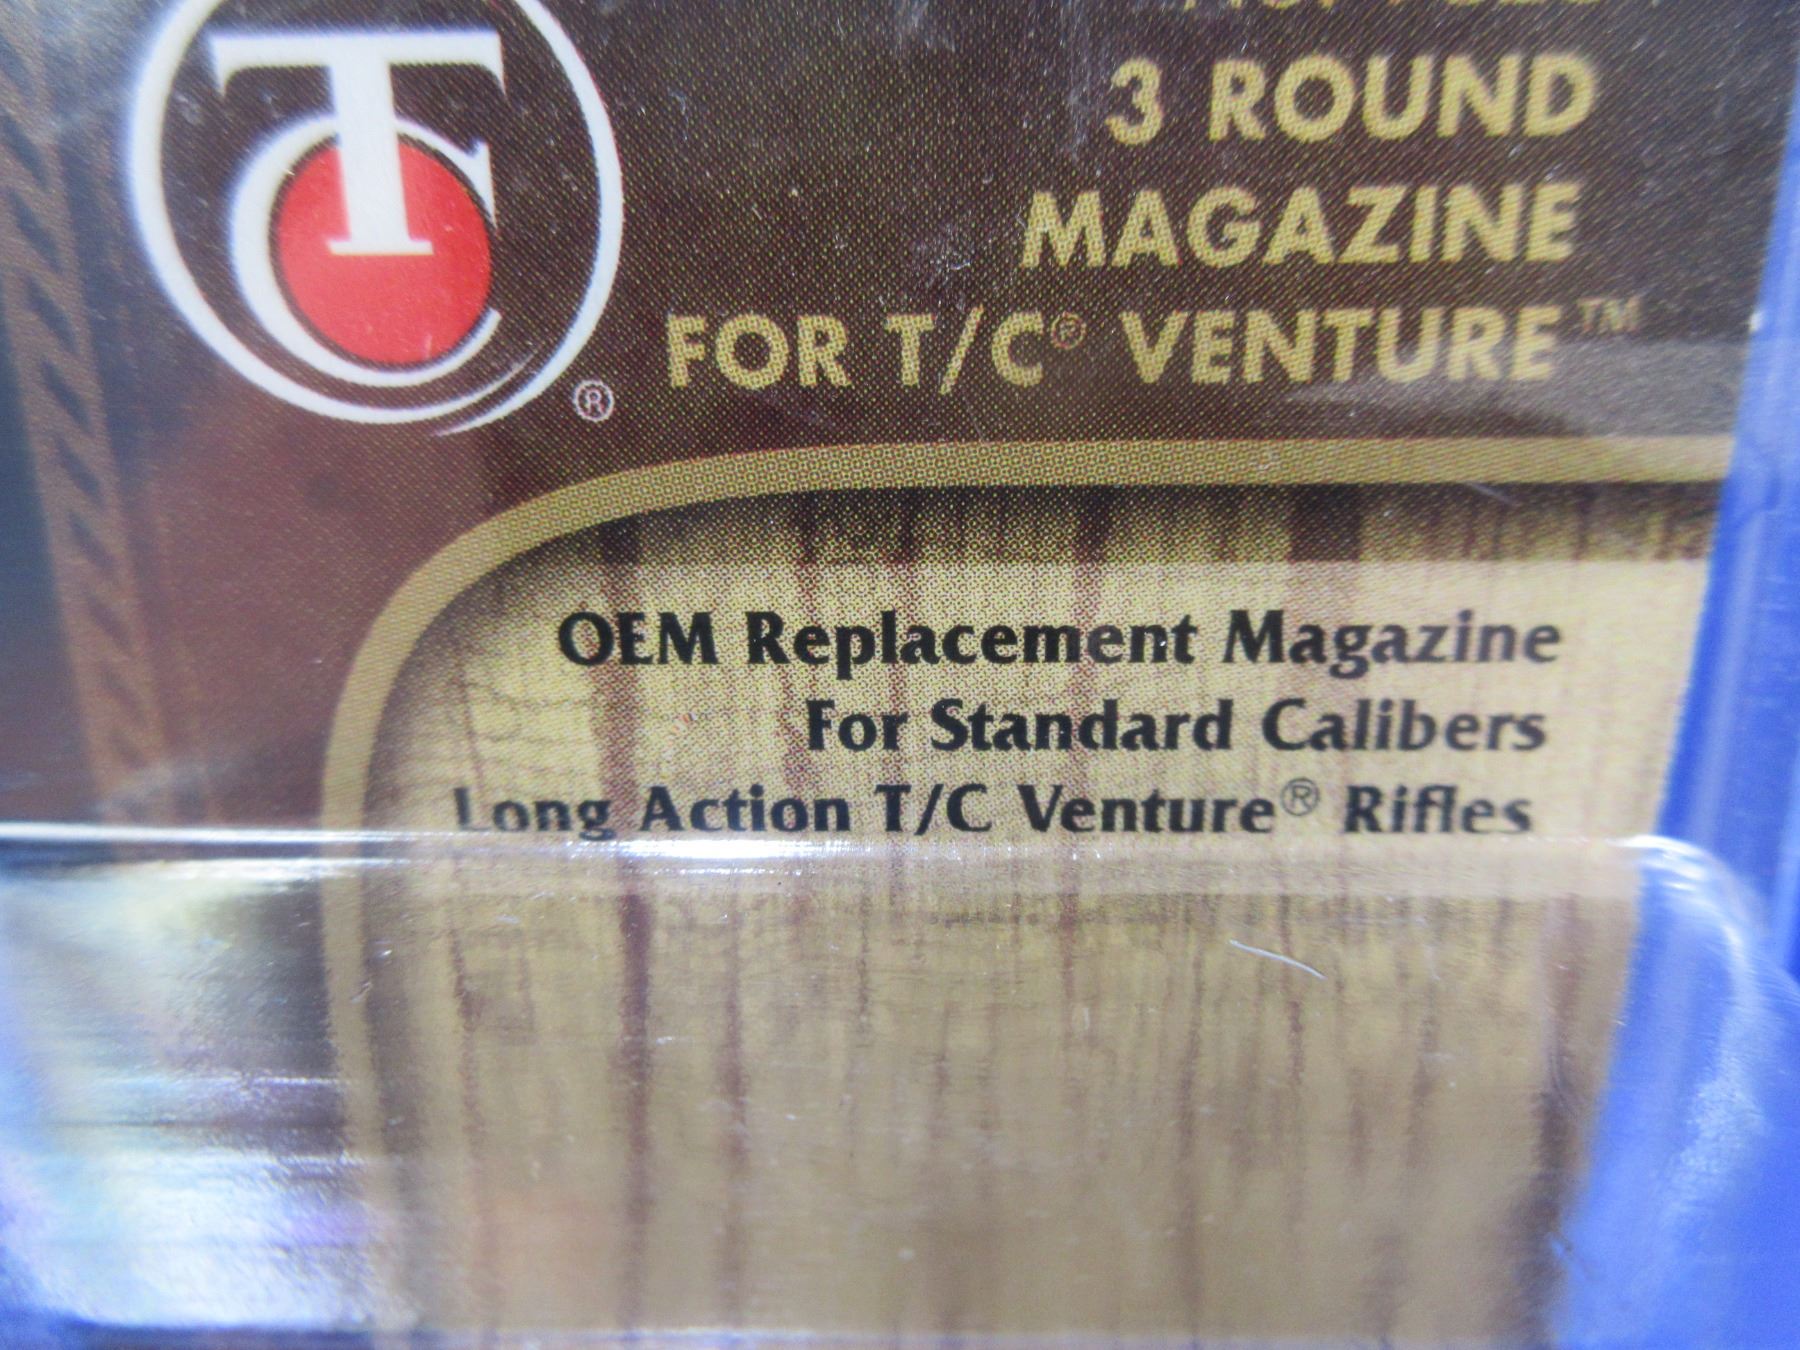 TC
®
3 ROUND
MAGAZINE
FOR T/C® VENTURE™
OEM Replacement Magazine
For Standard Calibers
Long Action T/C Venture® Rifles